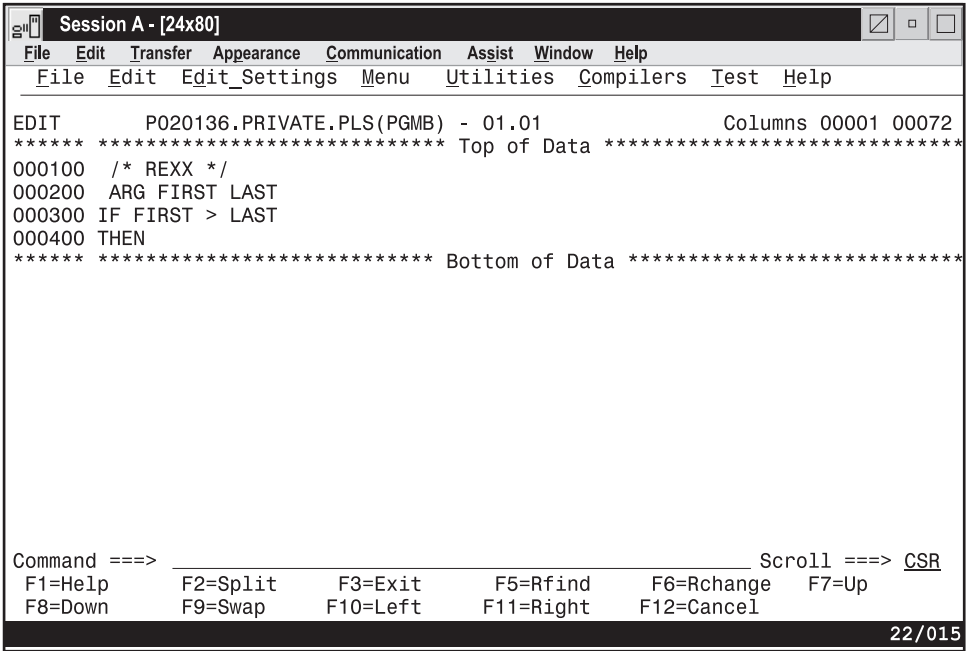 Session A - [24x80]
File Edit Transfer Appearance Communication Assist Window Help
File Edit Edit_Settings Menu Utilities Compilers Test Help
EDIT P020136.PRIVATE.PLS(PGMB) - 01.01 Columns 00001 00072
****** ***************************** Top of Data ******************************
000100 /* REXX */
000200 ARG FIRST LAST
000300 IF FIRST > LAST
000400 THEN
****** **************************** Bottom of Data ****************************
Command ===> Scroll ===> CSR
F1=Help F2=Split F3=Exit F5=Rfind F6=Rchange F7=Up
F8=Down F9=Swap F10=Left F11=Right F12=Cancel
22/015